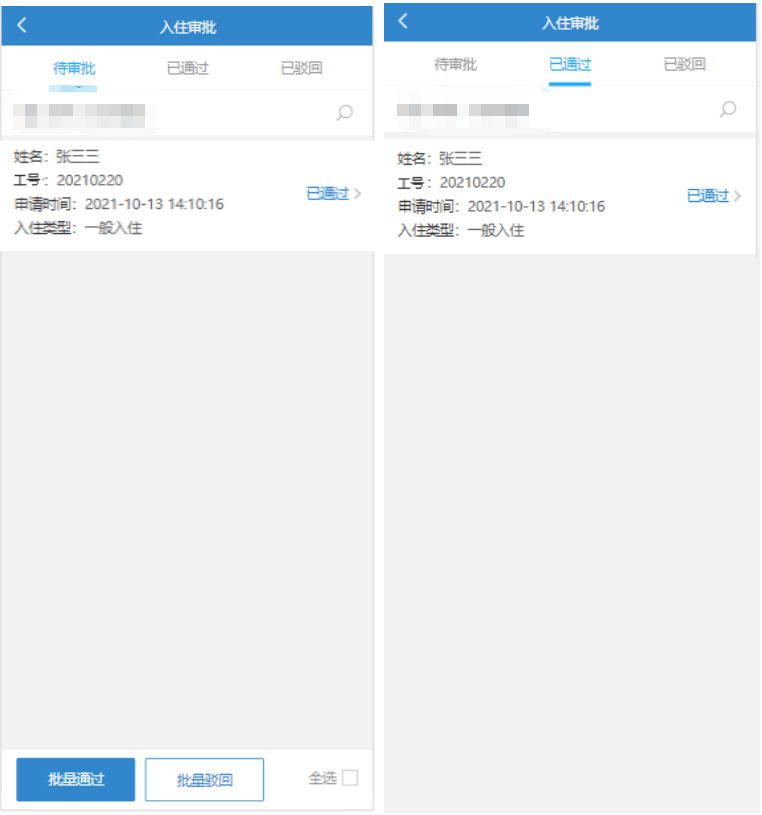 入住审批
待审批 已通过 已驳回
姓名：张三三
工号：20210220
申请时间：2021-10-13 14:10:16
入住类型：一般入住
已通过
批量通过 批量驳回 全选
入住审批
待审批 已通过 已驳回
姓名：张三三
工号：20210220
申请时间：2021-10-13 14:10:16
入住类型：一般入住
已通过